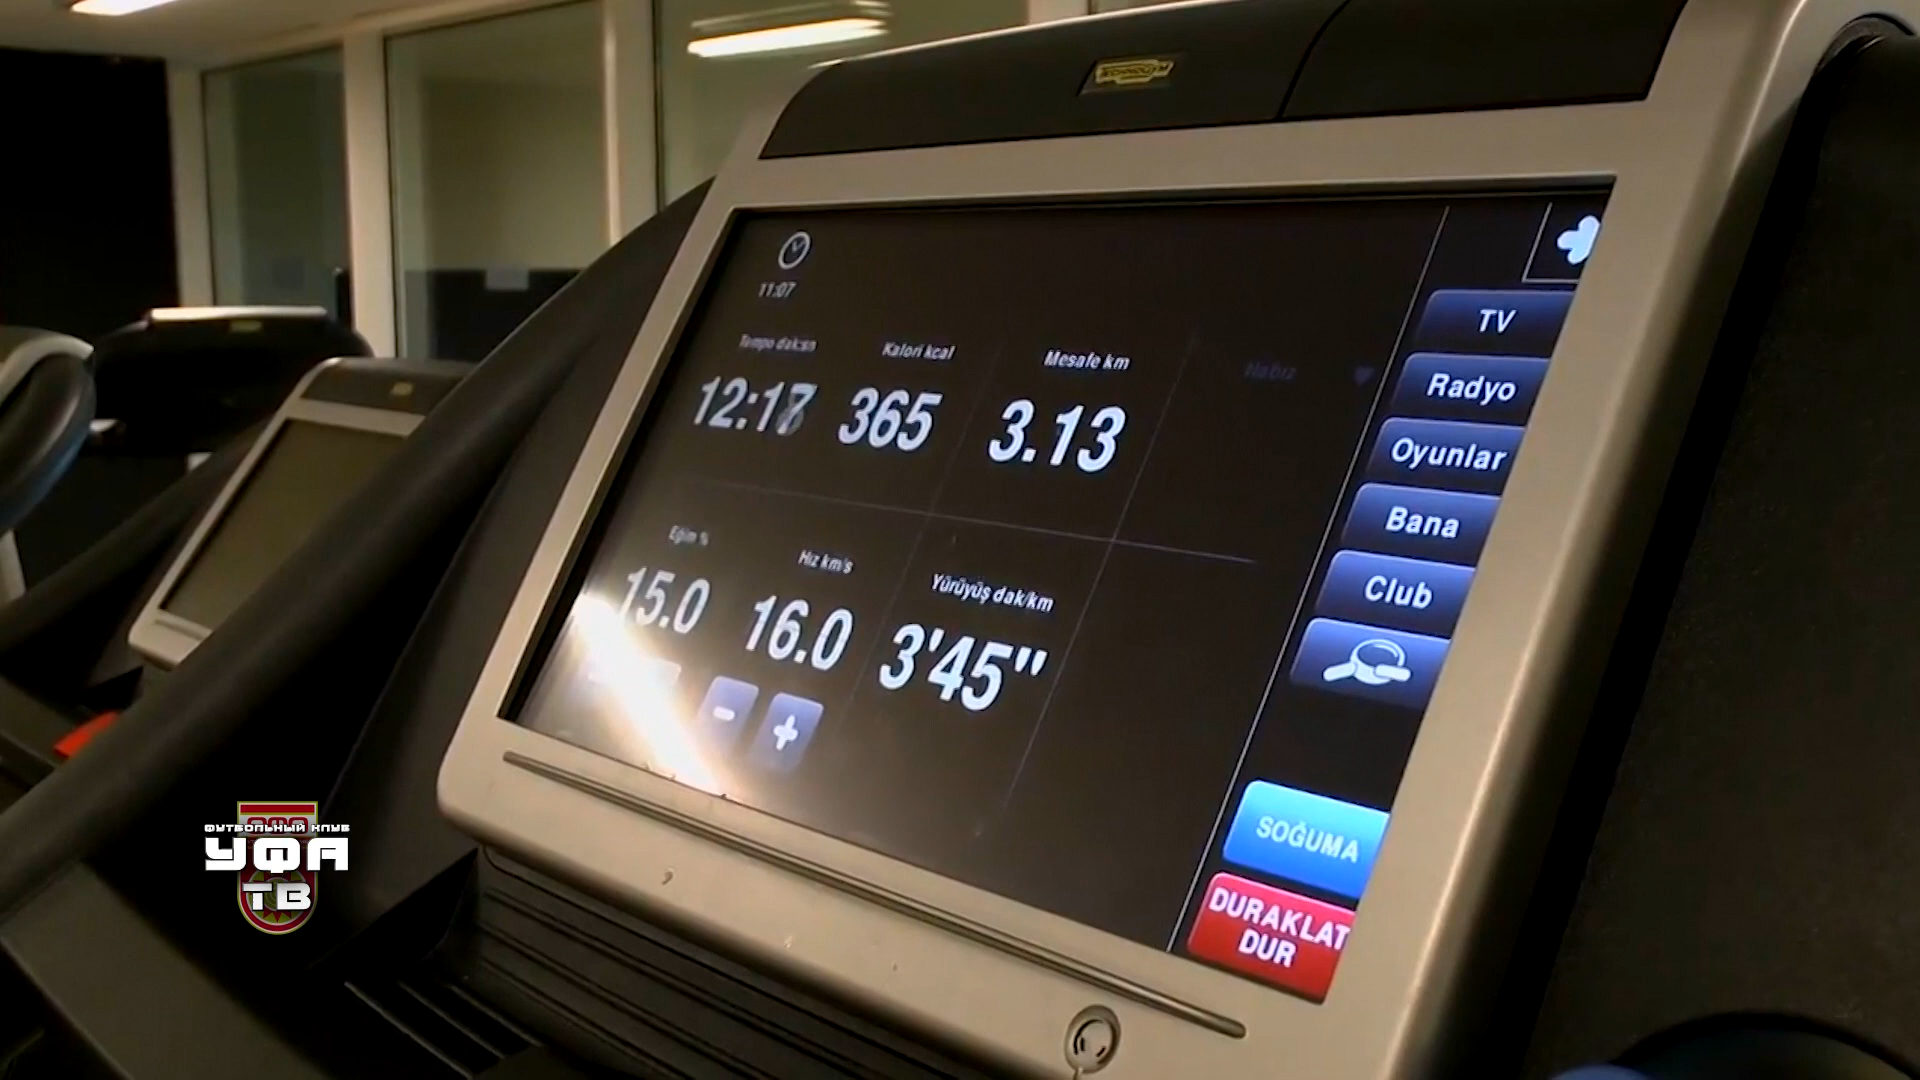 TECHNOGYM
11:07
Tempo dak:sn
Kalori kcal
Mesafe km
Nabız
12:17
365
3.13
Eğim %
Hız km/s
Yürüyüş dak/km
15.0
16.0
3'45"
-
+
TV
Radyo
Oyunlar
Bana
Club
SOĞUMA
DURAKLAT
DUR
ФУТБОЛЬНЫЙ КЛУБ
УФА
ТВ